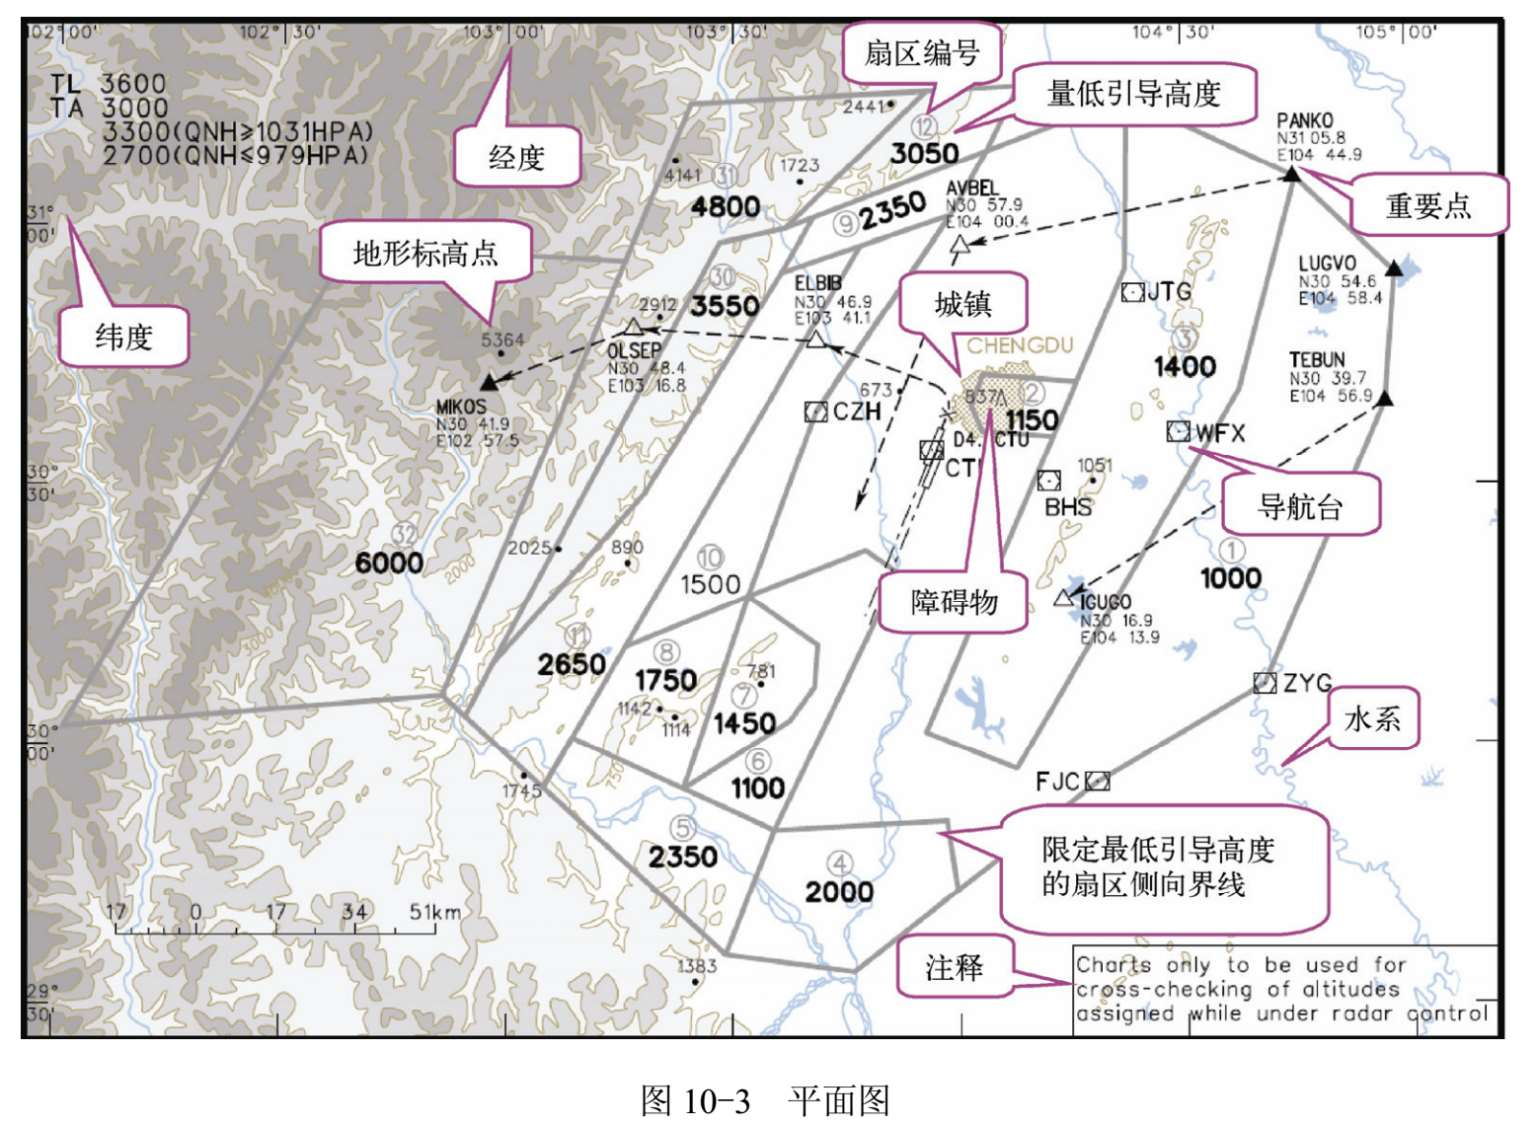 102°00'
102°30'
103°00'
103°30'
104°30'
105°00'
TL 3600
TA 3000
3300(QNH≥1031HPA)
2700(QNH≤979HPA)
扇区编号
量低引导高度
经度
2441
⑫
3050
PANKO
N31 05.8
E104 44.9
4141
㉛
4800
1723
AVBEL
N30 57.9
E104 00.4
重要点
31°
00'
⑨2350
地形标高点
纬度
㉚
3550
2912
ELBIB
N30 46.9
E103 41.1
城镇
JTG
LUGVO
N30 54.6
E104 58.4
5364
OLSEP
N30 48.4
E103 16.8
CHENGDU
③
1400
TEBUN
N30 39.7
E104 56.9
MIKOS
N30 41.9
E102 57.5
673
837
②
1150
CZH
WFX
CTU
BHS
1051
30°
30'
导航台
㉜
6000
2000
2025
890
⑩
1500
障碍物
①
1000
IGUGO
N30 16.9
E104 13.9
3000
⑪
2650
⑧
1750
781
1142
1114
⑦
1450
ZYG
水系
30°
00'
⑥
1100
1745
FJC
⑤
2350
④
2000
限定最低引导高度
的扇区侧向界线
17 0 17 34 51km
1383
注释
Charts only to be used for
cross-checking of altitudes
assigned while under radar control
29°
30'
图 10-3 平面图